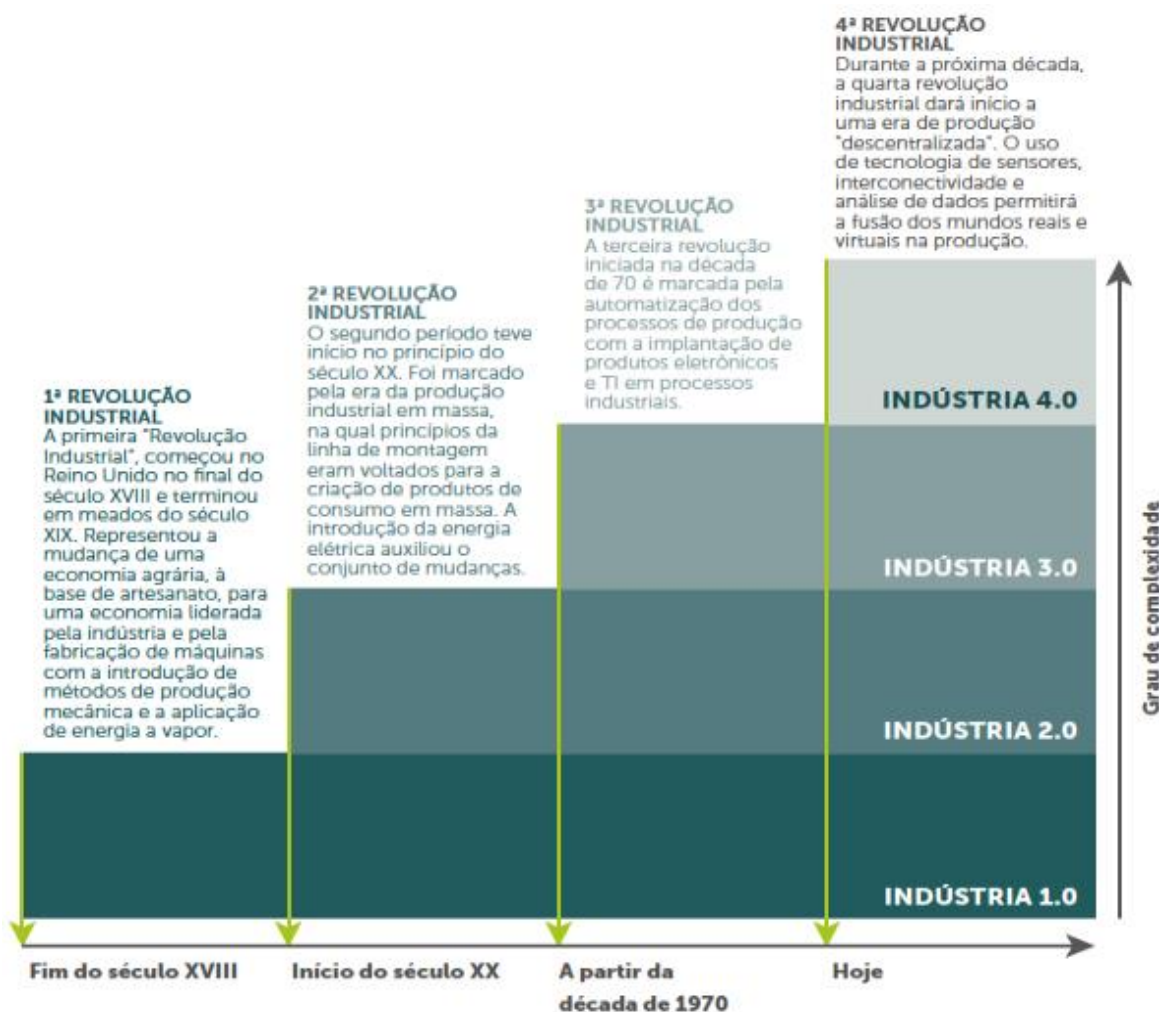 1ª REVOLUÇÃO
INDUSTRIAL
A primeira "Revolução
Industrial", começou no
Reino Unido no final do
século XVIII e terminou
em meados do século
XIX. Representou a
mudança de uma
economia agrária, à
base de artesanato, para
uma economia liderada
pela indústria e pela
fabricação de máquinas
com a introdução de
métodos de produção
mecânica e a aplicação
de energia a vapor.
2ª REVOLUÇÃO
INDUSTRIAL
O segundo período teve
início no princípio do
século XX. Foi marcado
pela era da produção
industrial em massa,
na qual princípios da
linha de montagem
eram voltados para a
criação de produtos de
consumo em massa. A
introdução da energia
elétrica auxiliou o
conjunto de mudanças.
3ª REVOLUÇÃO
INDUSTRIAL
A terceira revolução
iniciada na década
de 70 é marcada pela
automatização dos
processos de produção
com a implantação de
produtos eletrônicos
e TI em processos
industriais.
4ª REVOLUÇÃO
INDUSTRIAL
Durante a próxima década,
a quarta revolução
industrial dará início a
uma era de produção
"descentralizada". O uso
de tecnologia de sensores,
interconectividade e
análise de dados permitirá
a fusão dos mundos reais e
virtuais na produção.
INDÚSTRIA 4.0
INDÚSTRIA 3.0
INDÚSTRIA 2.0
INDÚSTRIA 1.0
Grau de complexidade
Fim do século XVIII
Início do século XX
A partir da
década de 1970
Hoje